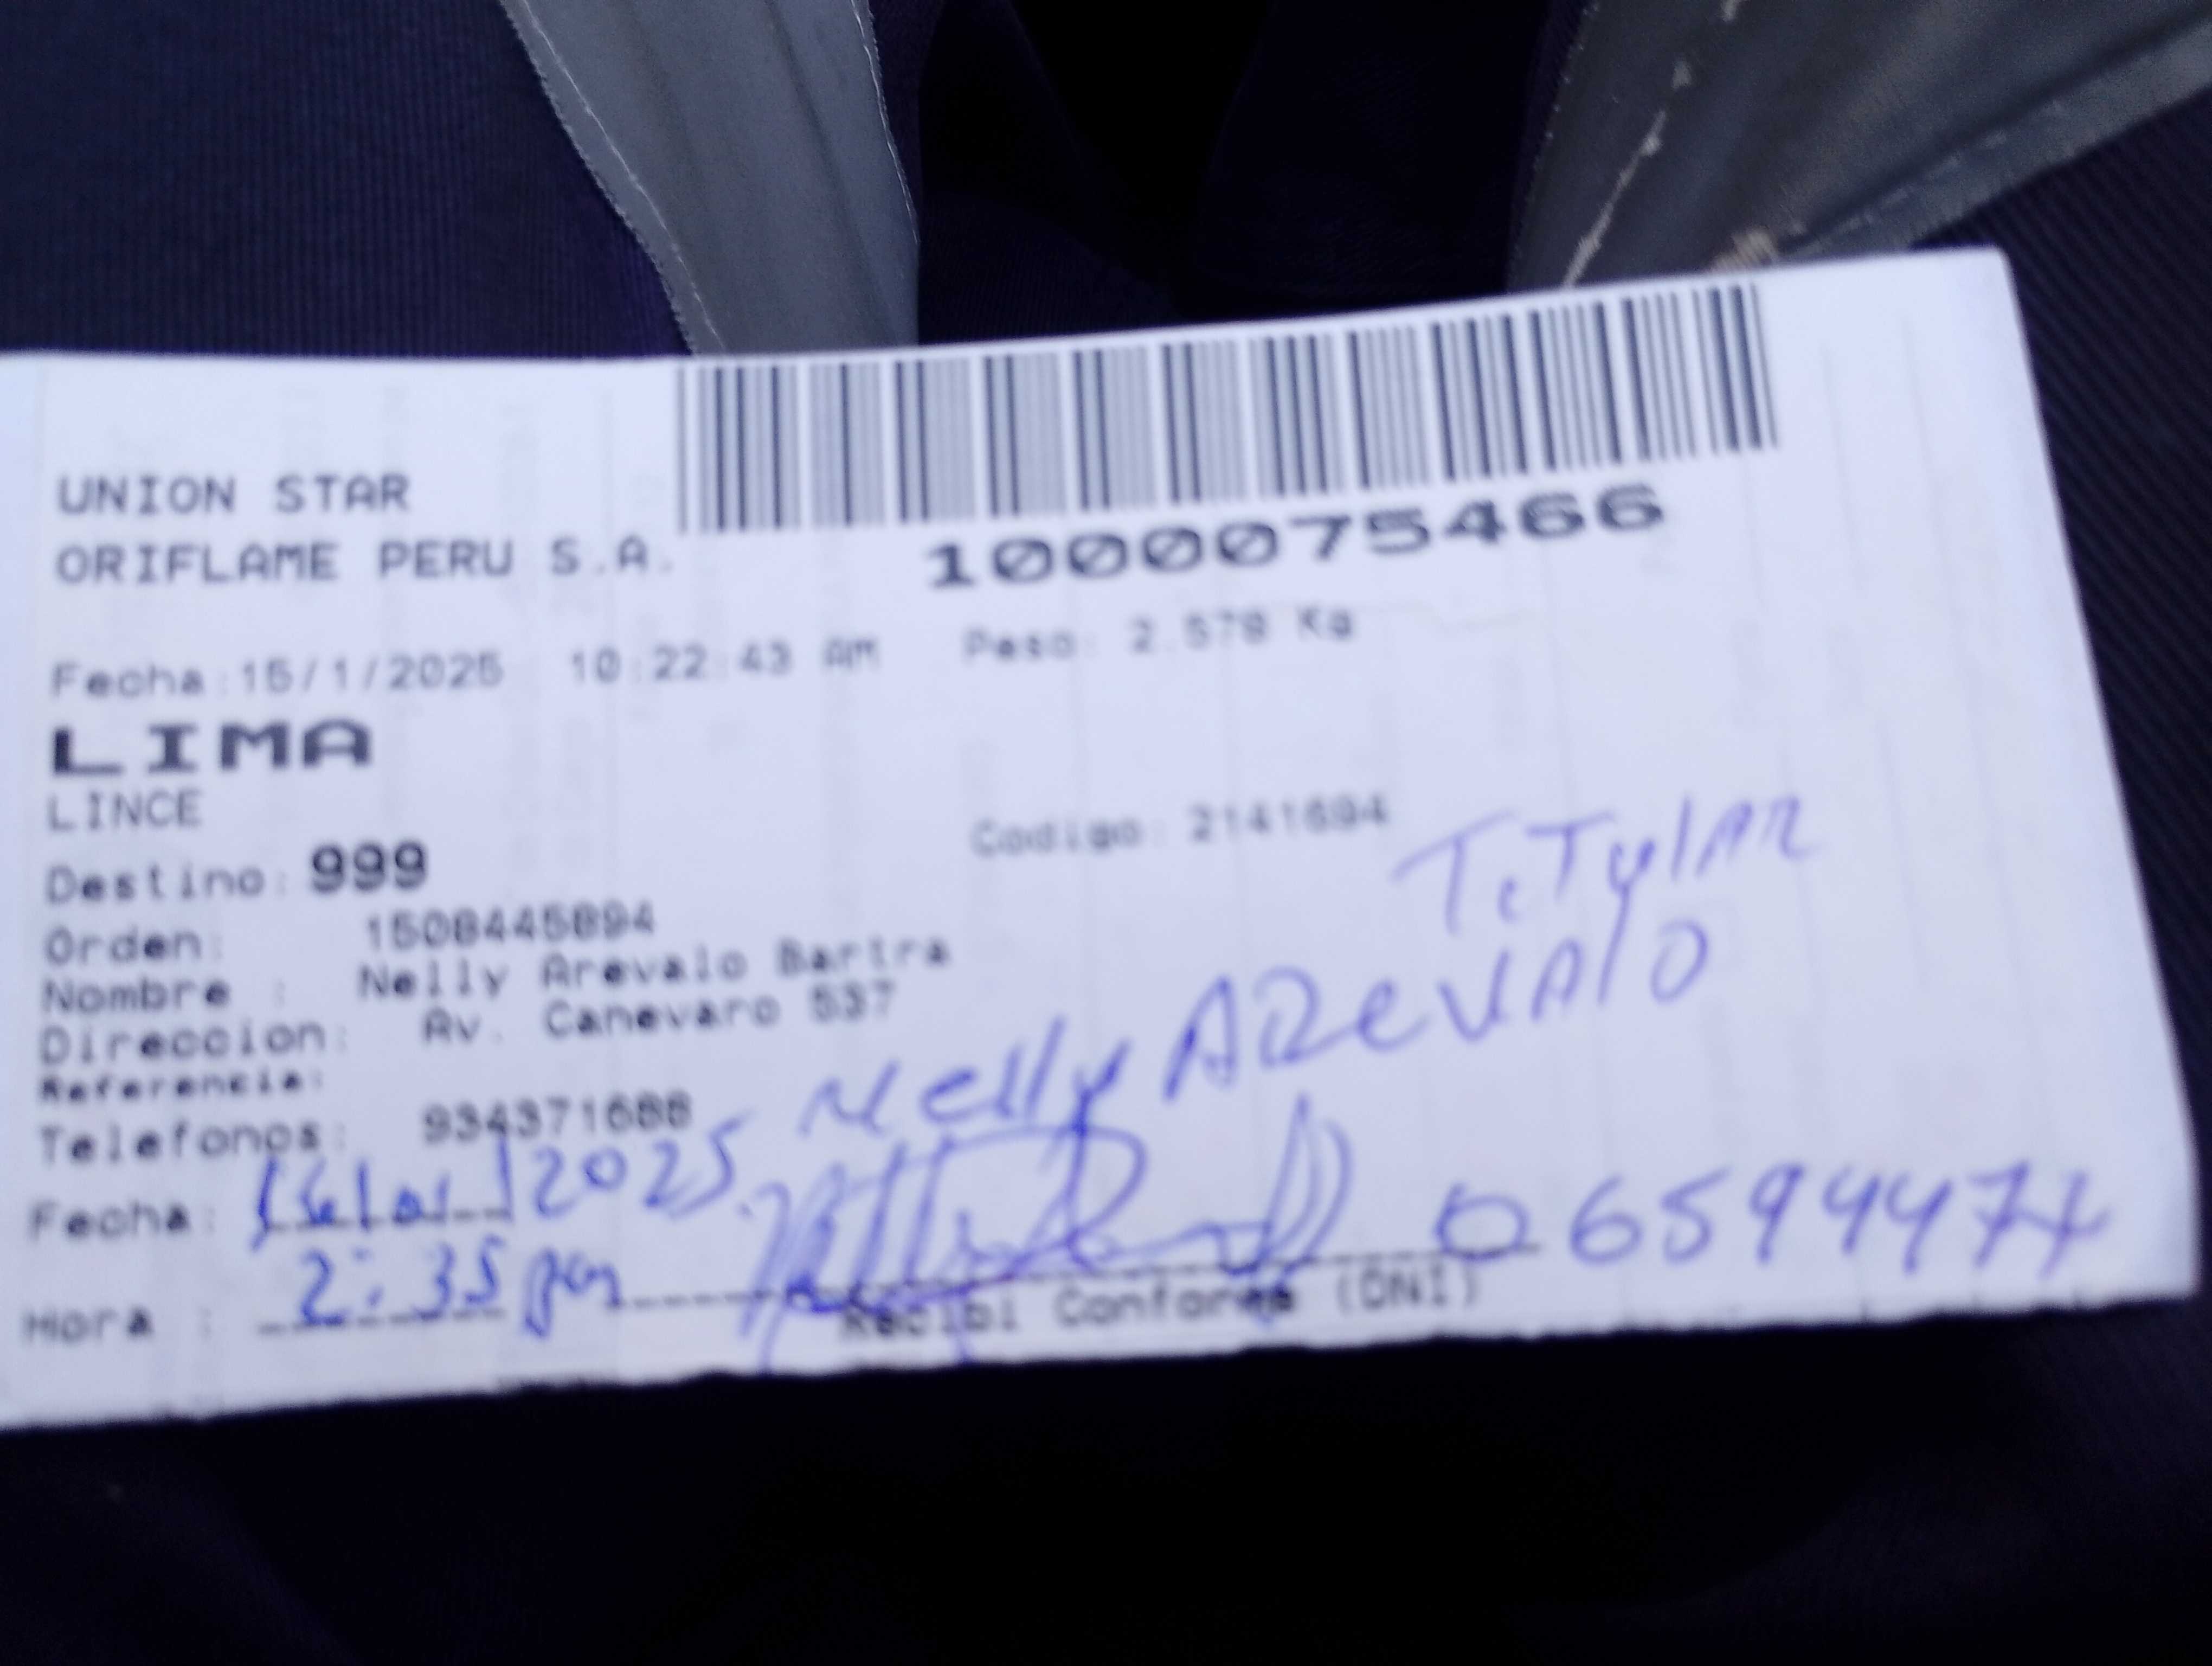 UNION STAR
ORIFLAME PERU S.A.
1000075466
Fecha:15/1/2025 10:22:43 AM Peso: 2.578 Kg
LIMA
LINCE
Codigo: 2141694
Destino: 999
Orden: 1508445894
Nombre : Nelly Arevalo Bartra
Direccion: Av. Canevaro 537
Referencia:
Telefonos: 934371688
TiTulAR
Nelly AREVAlO
Fecha: 16/01/2025.
Hora : 2:35 pm
Recibi Conforme (DNI)